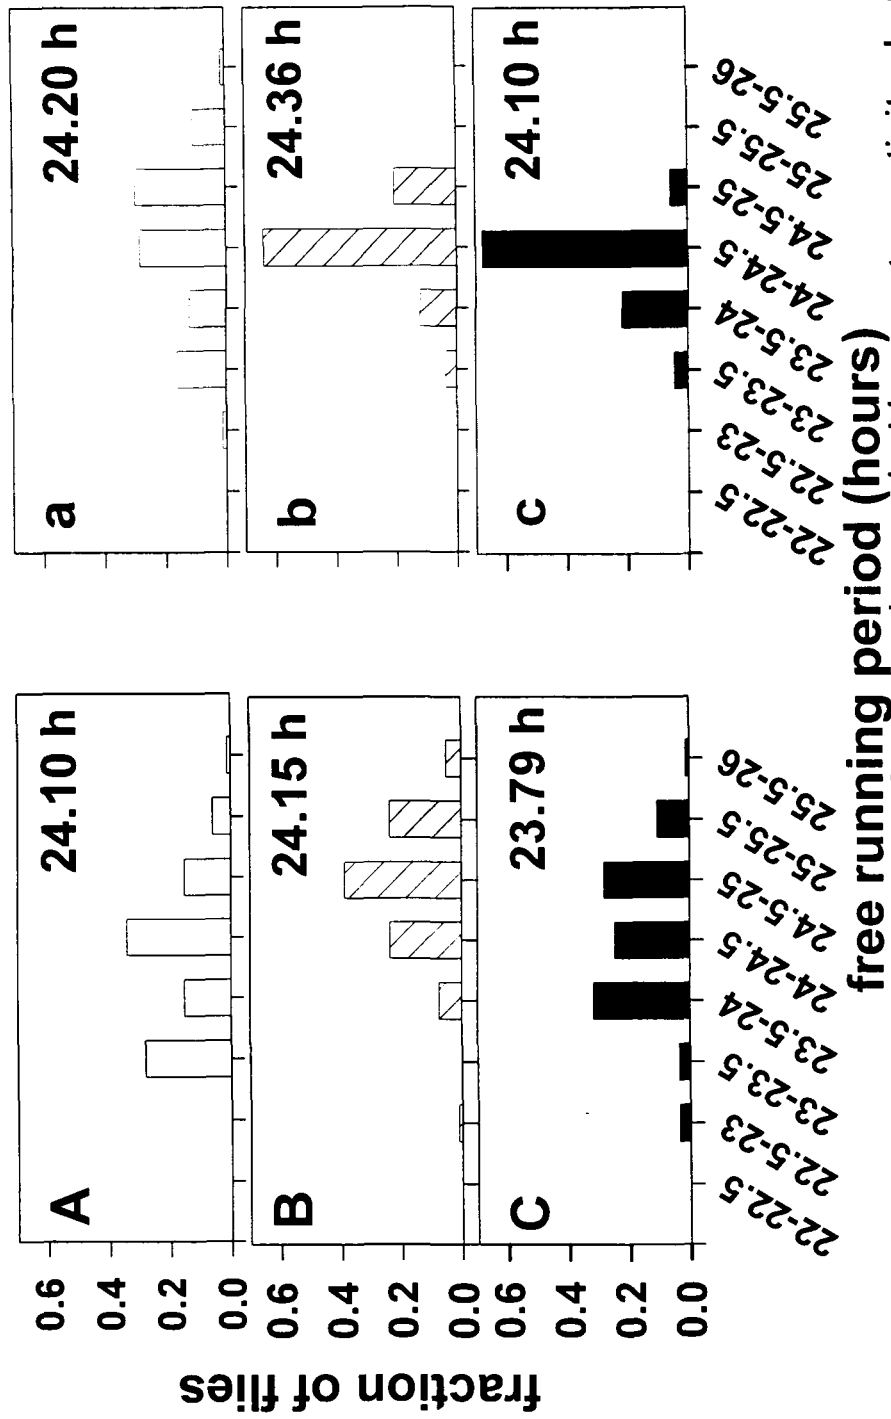 fraction of flies
A
24.10 h
0.6
0.4
0.2
0.0
B
24.15 h
0.6
0.4
0.2
0.0
C
23.79 h
0.6
0.4
0.2
0.0
22-22.5
22.5-23
23-23.5
23.5-24
24-24.5
24.5-25
25-25.5
25.5-26
a
24.20 h
b
24.36 h
c
24.10 h
22-22.5
22.5-23
23-23.5
23.5-24
24-24.5
24.5-25
25-25.5
25.5-26
free running period (hours)